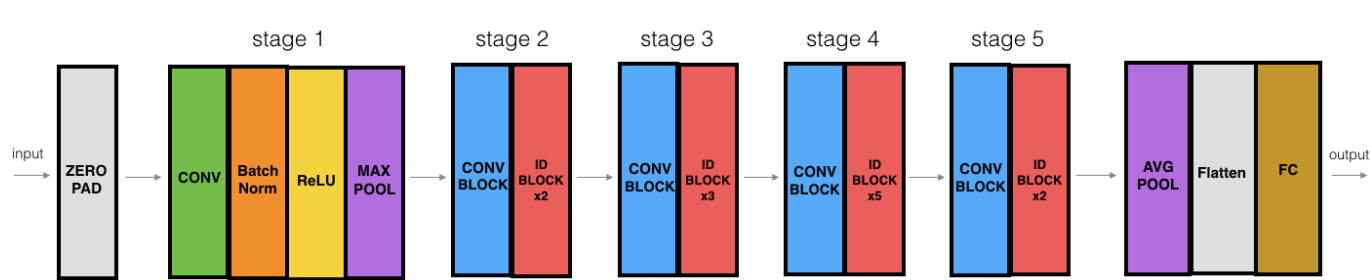 stage 1
stage 2
stage 3
stage 4
stage 5
input
ZERO
PAD
CONV
Batch
Norm
ReLU
MAX
POOL
CONV
BLOCK
ID
BLOCK
x2
CONV
BLOCK
ID
BLOCK
x3
CONV
BLOCK
ID
BLOCK
x5
CONV
BLOCK
ID
BLOCK
x2
AVG
POOL
Flatten
FC
output